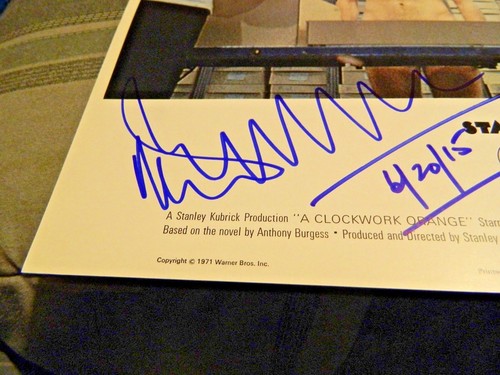 STA
6/20/15
A Stanley Kubrick Production "A CLOCKWORK ORANGE" Starr
Based on the novel by Anthony Burgess • Produced and Directed by Stanley
Copyright © 1971 Warner Bros. Inc.